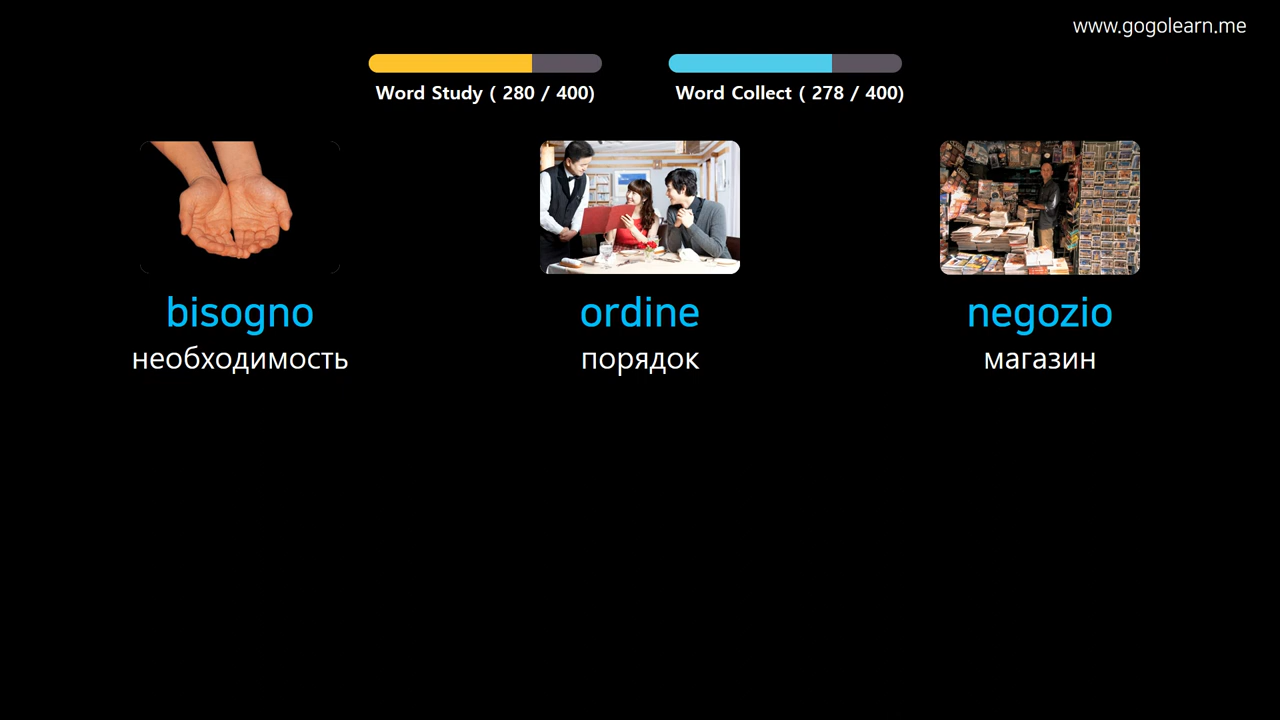 www.gogolearn.me
Word Study ( 280 / 400)
Word Collect ( 278 / 400)
bisogno
необходимость
ordine
порядок
negozio
магазин